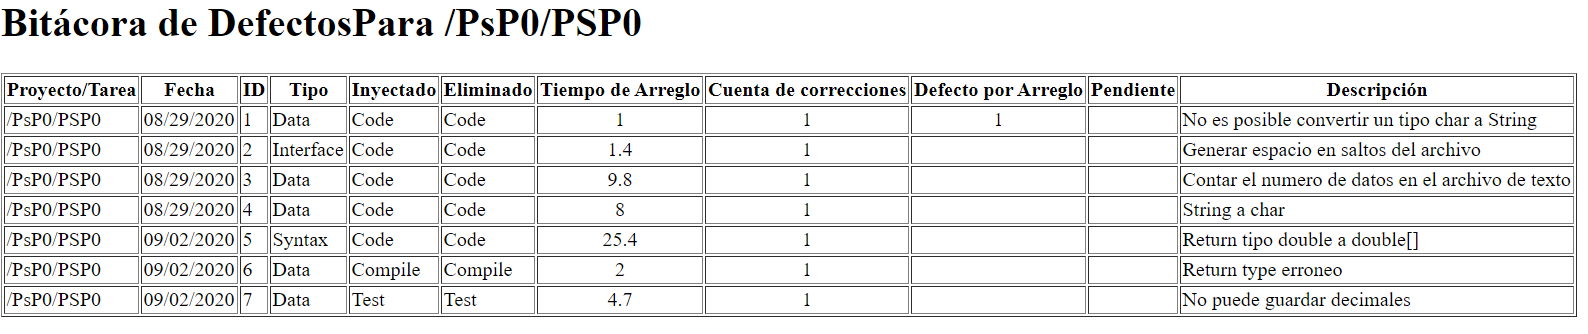 Bitácora de DefectosPara /PsP0/PSP0
Proyecto/Tarea Fecha ID Tipo Inyectado Eliminado Tiempo de Arreglo Cuenta de correcciones Defecto por Arreglo Pendiente Descripción
/PsP0/PSP0 08/29/2020 1 Data Code Code 1 1 1 No es posible convertir un tipo char a String
/PsP0/PSP0 08/29/2020 2 Interface Code Code 1.4 1 Generar espacio en saltos del archivo
/PsP0/PSP0 08/29/2020 3 Data Code Code 9.8 1 Contar el numero de datos en el archivo de texto
/PsP0/PSP0 08/29/2020 4 Data Code Code 8 1 String a char
/PsP0/PSP0 09/02/2020 5 Syntax Code Code 25.4 1 Return tipo double a double[]
/PsP0/PSP0 09/02/2020 6 Data Compile Compile 2 1 Return type erroneo
/PsP0/PSP0 09/02/2020 7 Data Test Test 4.7 1 No puede guardar decimales